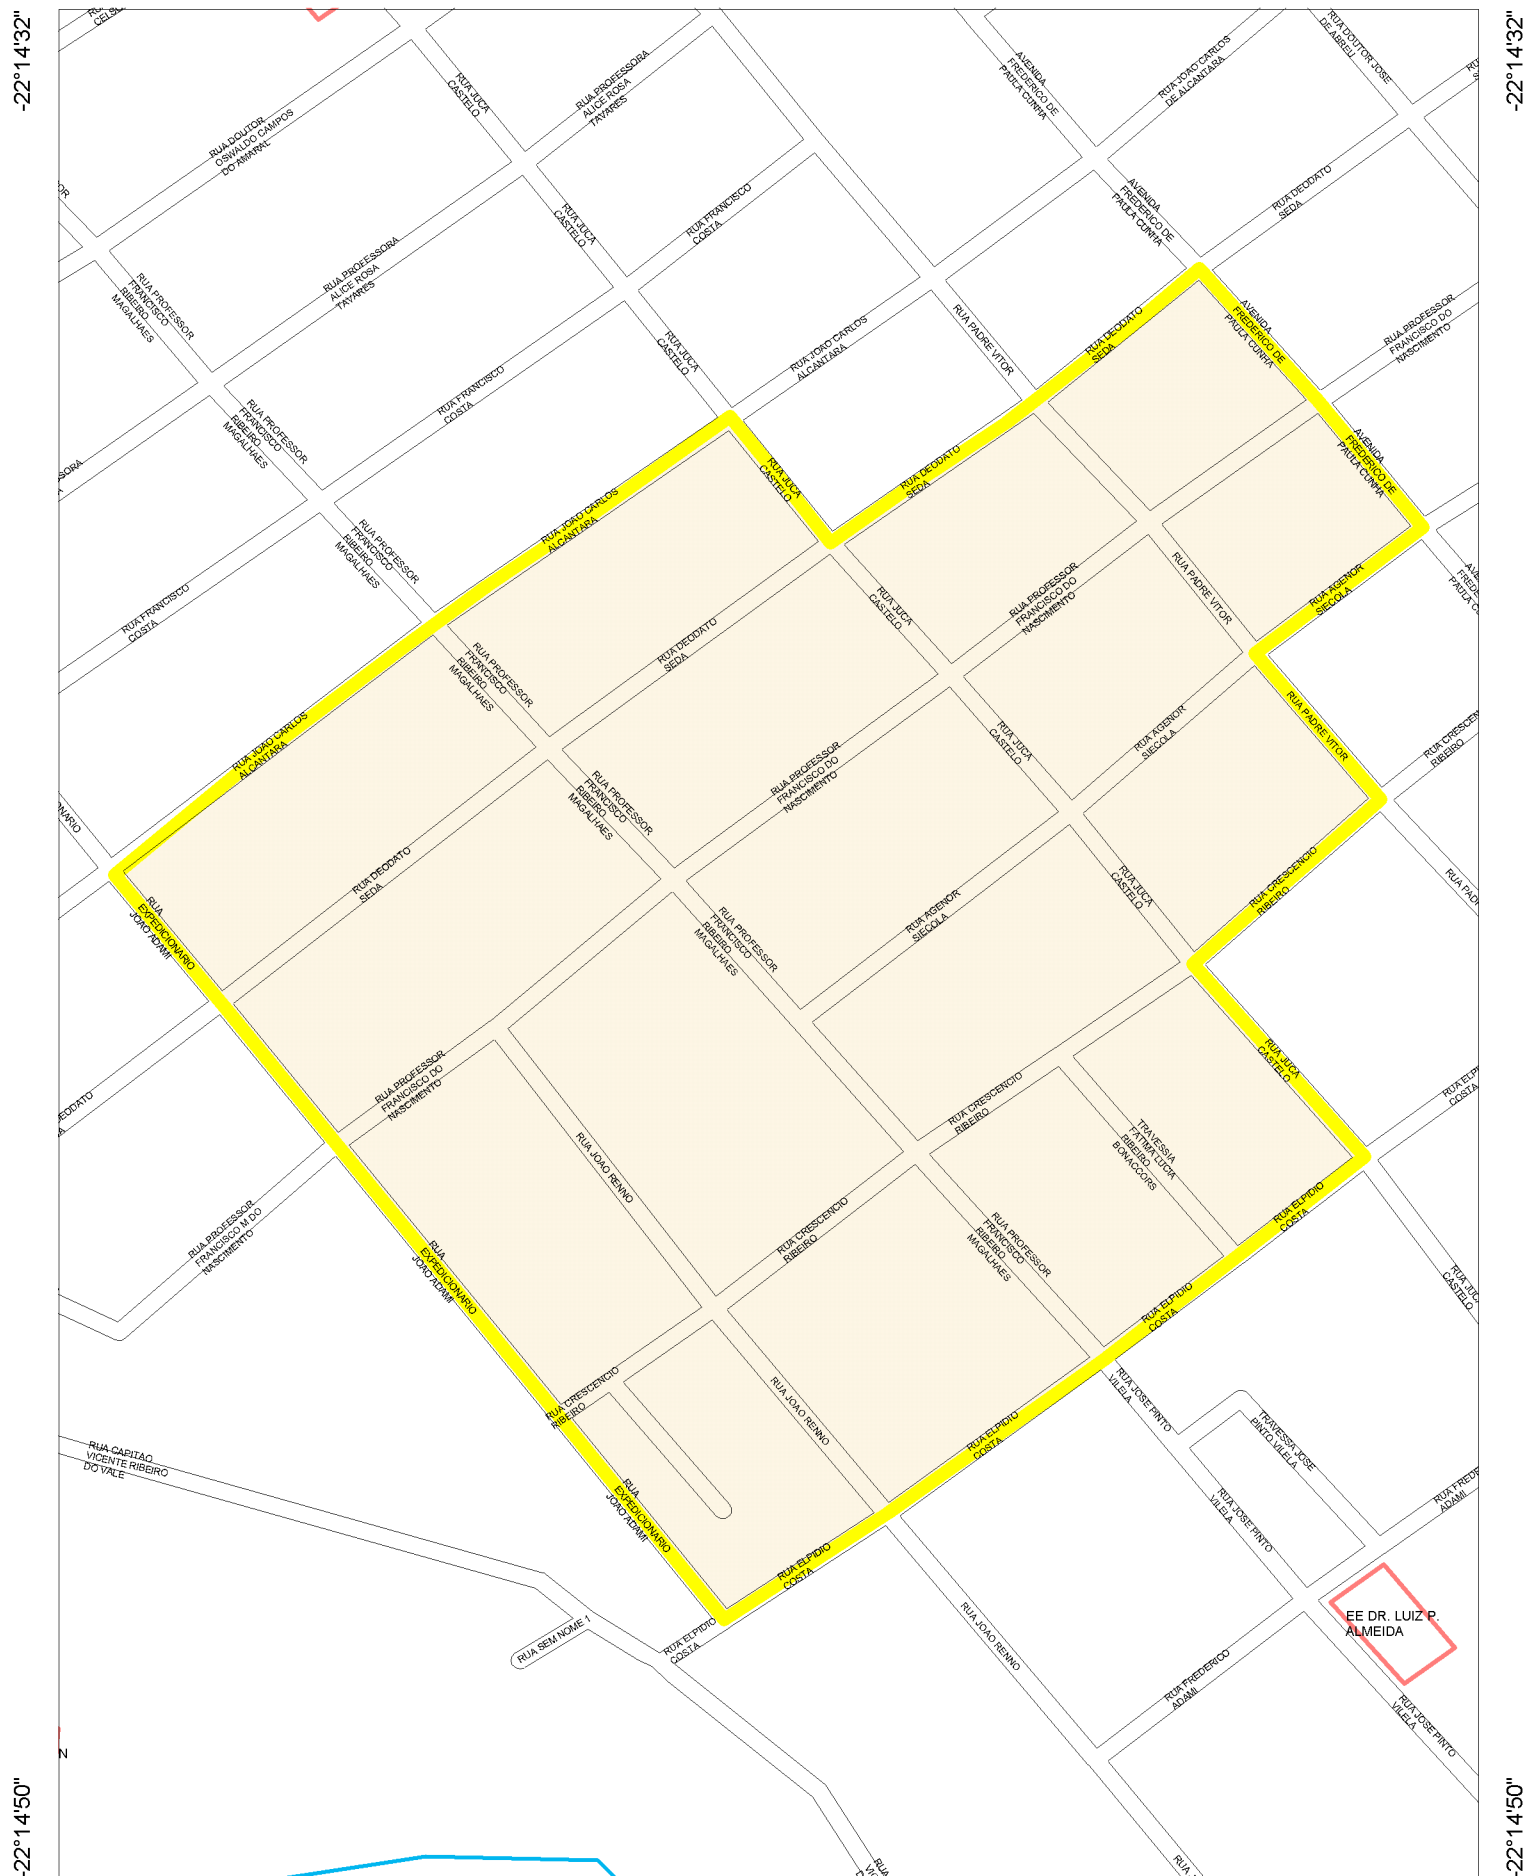 -22°14'32"
-22°14'32"
CELSO
RUA DOUTOR JOSE
DE ABREU
RUA JUCA
CASTELO
RUA PROFESSORA
ALICE ROSA
TAVARES
AVENIDA
FREDERICO DE
PAULA CUNHA
RUA JOAO CARLOS
DE ALCANTARA
RUA DOUTOR
OSWALDO CAMPOS
DO AMARAL
RUA JUCA
CASTELO
RUA FRANCISCO
COSTA
AVENIDA
FREDERICO DE
PAULA CUNHA
RUA DEODATO
SEDA
RUA PROFESSOR
FRANCISCO
RIBEIRO
MAGALHAES
RUA PROFESSORA
ALICE ROSA
TAVARES
RUA JUCA
CASTELO
RUA JOAO CARLOS
ALCANTARA
RUA PADRE VITOR
RUA DEODATO
SEDA
AVENIDA
FREDERICO DE
PAULA CUNHA
RUA PROFESSOR
FRANCISCO DO
NASCIMENTO
RUA PROFESSOR
FRANCISCO
RIBEIRO
MAGALHAES
RUA FRANCISCO
COSTA
SORA
RUA JUCA
CASTELO
RUA DEODATO
SEDA
AVENIDA
FREDERICO DE
PAULA CUNHA
RUA PROFESSOR
FRANCISCO
RIBEIRO
MAGALHAES
RUA JOAO CARLOS
ALCANTARA
RUA FRANCISCO
COSTA
RUA JUCA
CASTELO
RUA PROFESSOR
FRANCISCO DO
NASCIMENTO
RUA PADRE VITOR
RUA AGENOR
SIECOLA
RUA PROFESSOR
FRANCISCO
RIBEIRO
MAGALHAES
RUA DEODATO
SEDA
RUA JOAO CARLOS
ALCANTARA
RUA JUCA
CASTELO
RUA AGENOR
SIECOLA
RUA PADRE VITOR
RUA CRESCEN
RIBEIRO
NARIO
RUA PROFESSOR
FRANCISCO
RIBEIRO
MAGALHAES
RUA PROFESSOR
FRANCISCO DO
NASCIMENTO
RUA DEODATO
SEDA
RUA JUCA
CASTELO
RUA CRESCENCIO
RIBEIRO
RUA PADR
RUA
EXPEDICIONARIO
JOAO ADAMI
RUA PROFESSOR
FRANCISCO
RIBEIRO
MAGALHAES
RUA AGENOR
SIECOLA
RUA PROFESSOR
FRANCISCO DO
NASCIMENTO
RUA JUCA
CASTELO
EODATO
RUA CRESCENCIO
RIBEIRO
RUA ELPI
COSTA
RUA JOAO RENNO
TRAVESSIA
FATIMA LUCIA
RIBEIRO
BONACCORS
RUA PROFESSOR
FRANCISCO M DO
NASCIMENTO
RUA
EXPEDICIONARIO
JOAO ADAMI
RUA CRESCENCIO
RIBEIRO
RUA PROFESSOR
FRANCISCO
RIBEIRO
MAGALHAES
RUA ELPIDIO
COSTA
RUA ELPIDIO
COSTA
RUA JUCA
CASTELO
RUA CRESCENCIO
RIBEIRO
RUA JOAO RENNO
RUA JOSE PINTO
VILELA
TRAVESSA JOSE
PINTO VILELA
RUA ELPIDIO
COSTA
RUA CAPITAO
VICENTE RIBEIRO
DO VALE
RUA
EXPEDICIONARIO
JOAO ADAMI
RUA JOSE PINTO
VILELA
RUA FREDE
ADAMI
RUA ELPIDIO
COSTA
RUA SEM NOME 1
RUA ELPIDIO
COSTA
RUA JOAO RENNO
EE DR. LUIZ P.
ALMEIDA
RUA FREDERICO
ADAMI
RUA JOSE PINTO
VILELA
N
-22°14'50"
-22°14'50"
RUA
RUA